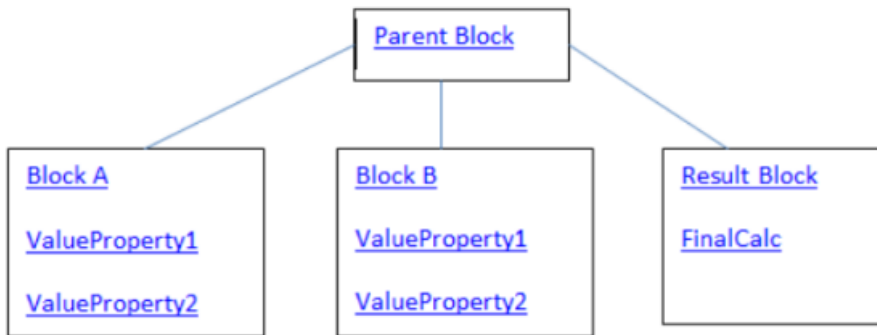 Parent Block
Block A
ValueProperty1
ValueProperty2
Block B
ValueProperty1
ValueProperty2
Result Block
FinalCalc